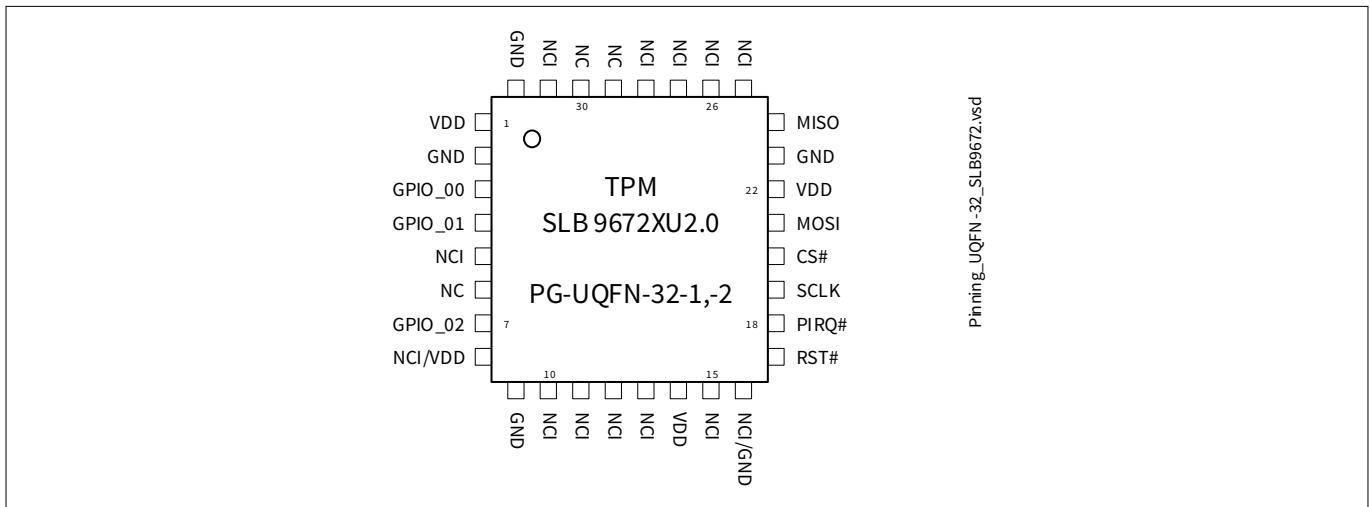 GND NCI NC NC NCI NCI NCI NCI
30 26
VDD 1 MISO
GND GND
GPIO_00 TPM 22 VDD
GPIO_01 SLB 9672XU2.0 MOSI
NCI CS#
NC PG-UQFN-32-1,-2 SCLK
GPIO_02 7 18 PIRQ#
NCI/VDD RST#
10 15
GND NCI NCI NCI NCI VDD NCI NCI/GND
Pinning_UQFN-32_SLB9672.vsd